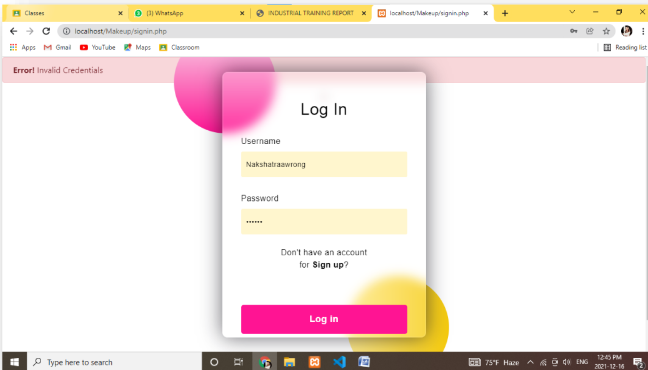 Classes
(3) WhatsApp
INDUSTRIAL TRAINING REPORT
localhost/Makeup/signin.php
localhost/Makeup/signin.php
Apps
Gmail
YouTube
Maps
Classroom
Reading list
Error! Invalid Credentials
Log In
Username
Nakshatraawrong
Password
••••••
Don't have an account
for Sign up?
Log in
Type here to search
75°F Haze
ENG
12:45 PM
2021-12-16
2